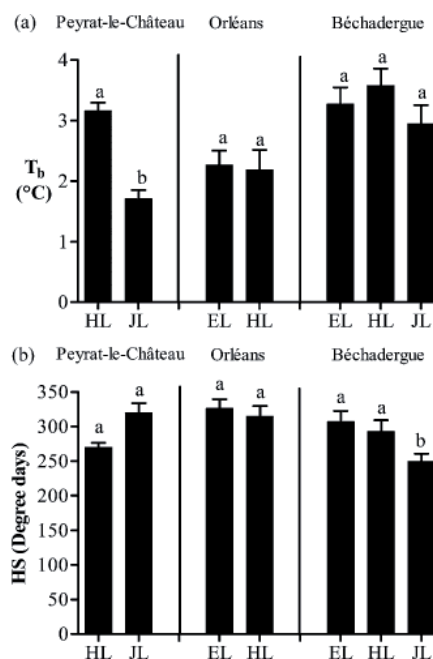 (a) Peyrat-le-Château Orléans Béchadergue
4
3
2
1
0
T_b
(°C)
a b a a a a a
HL JL EL HL EL HL JL
(b) Peyrat-le-Château Orléans Béchadergue
350
300
250
200
150
100
50
0
HS (Degree days)
a a a a a a b
HL JL EL HL EL HL JL